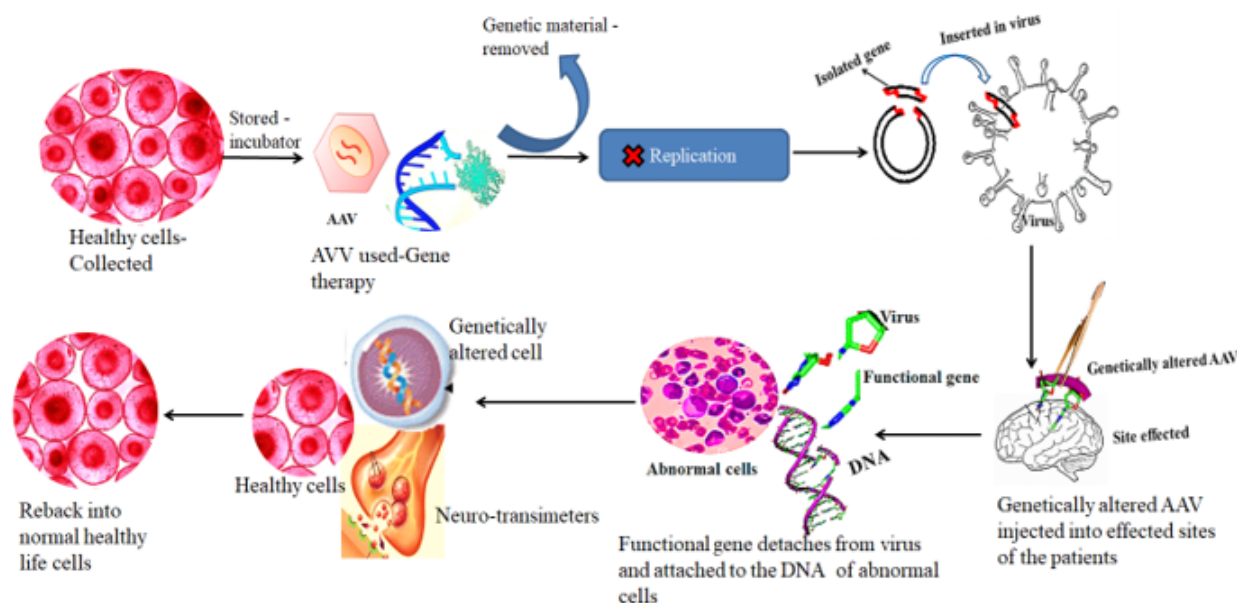 Genetic material -
removed
Isolated gene
Inserted in virus
Stored -
incubator
Replication
AAV
Virus
Healthy cells-
Collected
AVV used-Gene
therapy
Genetically
altered cell
Virus
Functional gene
Genetically altered AAV
Site effected
DNA
Abnormal cells
Healthy cells
Neuro-transimeters
Reback into
normal healthy
life cells
Functional gene detaches from virus
and attached to the DNA of abnormal
cells
Genetically altered AAV
injected into effected sites
of the patients